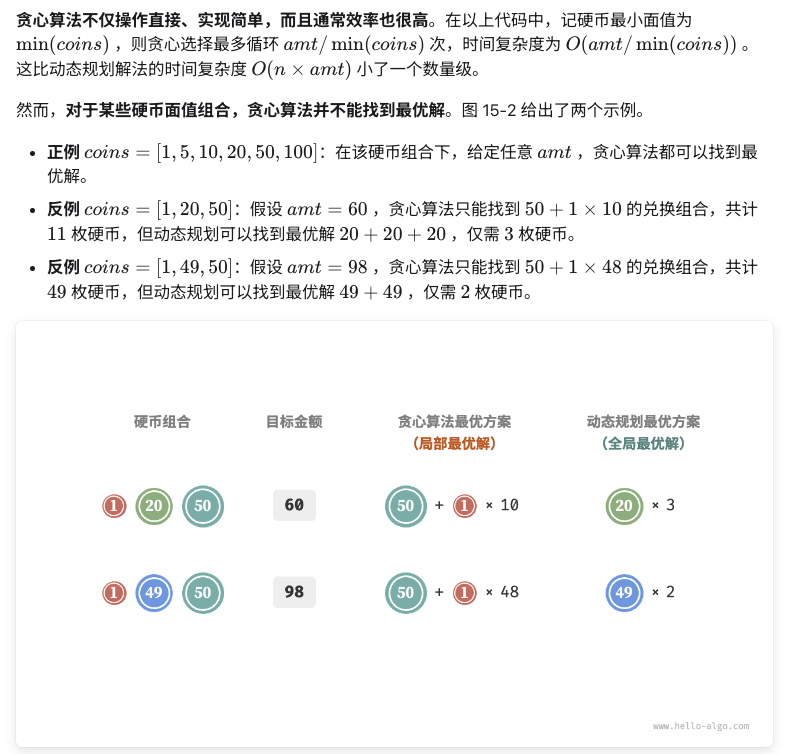 贪心算法不仅操作直接、实现简单，而且通常效率也很高。在以上代码中，记硬币最小面值为
min(coins) ，则贪心选择最多循环 amt/ min(coins) 次，时间复杂度为 O(amt/ min(coins)) 。
这比动态规划解法的时间复杂度 O(n × amt) 小了一个数量级。
然而，对于某些硬币面值组合，贪心算法并不能找到最优解。图 15-2 给出了两个示例。
• 正例 coins = [1, 5, 10, 20, 50, 100]：在该硬币组合下，给定任意 amt ，贪心算法都可以找到最
优解。
• 反例 coins = [1, 20, 50]：假设 amt = 60 ，贪心算法只能找到 50 + 1 × 10 的兑换组合，共计
11 枚硬币，但动态规划可以找到最优解 20 + 20 + 20 ，仅需 3 枚硬币。
• 反例 coins = [1, 49, 50]：假设 amt = 98 ，贪心算法只能找到 50 + 1 × 48 的兑换组合，共计
49 枚硬币，但动态规划可以找到最优解 49 + 49 ，仅需 2 枚硬币。
硬币组合 目标金额 贪心算法最优方案 动态规划最优方案
（局部最优解） （全局最优解）
1 20 50 60 50 + 1 × 10 20 × 3
1 49 50 98 50 + 1 × 48 49 × 2
www.hello-algo.com